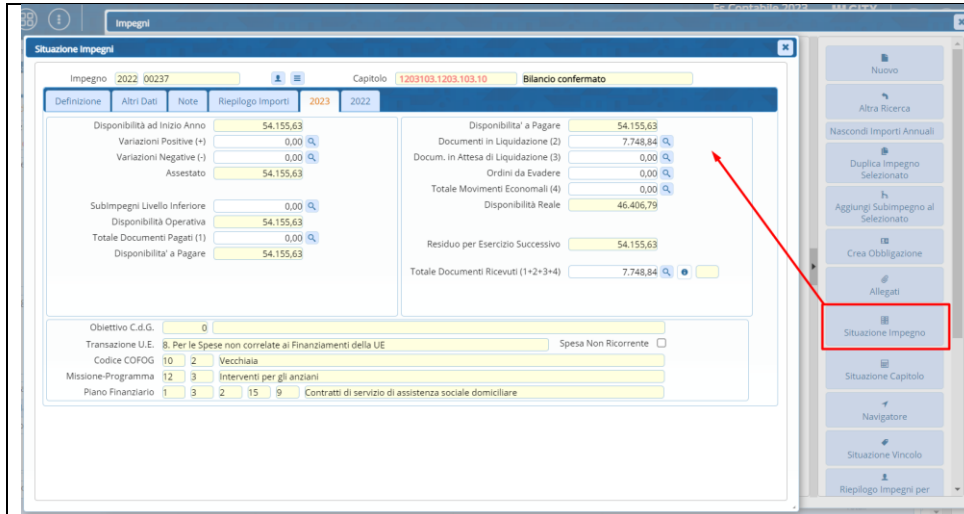 Es Contabile 2023
Impegni
Situazione Impegni
Impegno 2022 00237 Capitolo 1203103.1203.103.10 Bilancio confermato
Definizione Altri Dati Note Riepilogo Importi 2023 2022
Disponibilità ad Inizio Anno 54.155,63
Variazioni Positive (+) 0,00
Variazioni Negative (-) 0,00
Assestato 54.155,63
SubImpegni Livello Inferiore 0,00
Disponibilità Operativa 54.155,63
Totale Documenti Pagati (1) 0,00
Disponibilita' a Pagare 54.155,63
Disponibilita' a Pagare 54.155,63
Documenti in Liquidazione (2) 7.748,84
Docum. in Attesa di Liquidazione (3) 0,00
Ordini da Evadere 0,00
Totale Movimenti Economali (4) 0,00
Disponibilità Reale 46.406,79
Residuo per Esercizio Successivo 54.155,63
Totale Documenti Ricevuti (1+2+3+4) 7.748,84
Obiettivo C.d.G. 0
Transazione U.E. 8. Per le Spese non correlate ai Finanziamenti della UE Spesa Non Ricorrente
Codice COFOG 10 2 Vecchiaia
Missione-Programma 12 3 Interventi per gli anziani
Piano Finanziario 1 3 2 15 9 Contratti di servizio di assistenza sociale domiciliare
Nuovo
Altra Ricerca
Nascondi Importi Annuali
Duplica Impegno
Selezionato
Aggiungi Subimpegno al
Selezionato
Crea Obbligazione
Allegati
Situazione Impegno
Situazione Capitolo
Navigatore
Situazione Vincolo
Riepilogo Impegni per